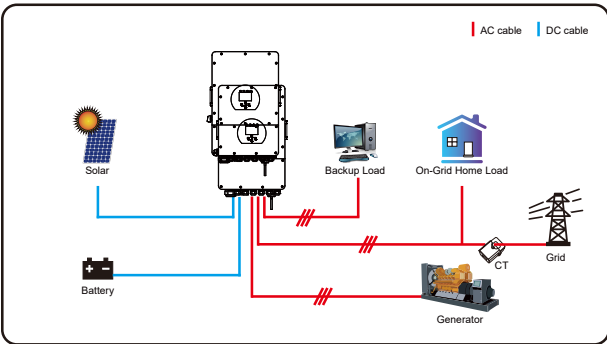 AC cable
DC cable
Solar
Backup Load
On-Grid Home Load
Grid
CT
Battery
Generator